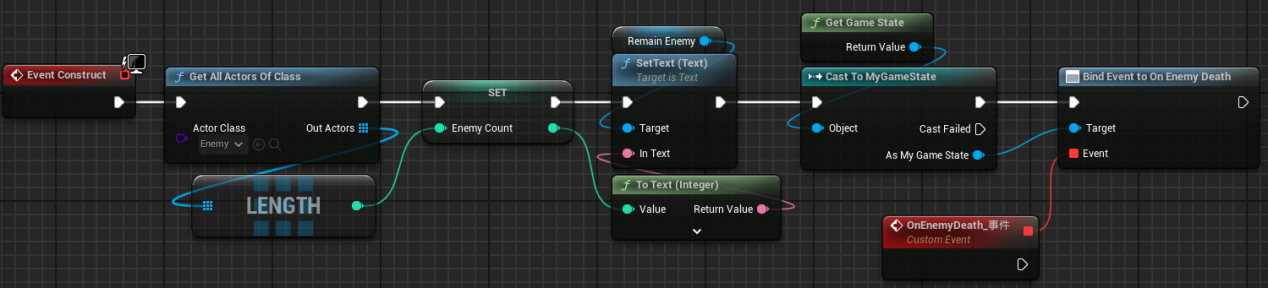 Event Construct
Get All Actors Of Class
Actor Class
Enemy
Out Actors
LENGTH
SET
Enemy Count
Remain Enemy
SetText (Text)
Target is Text
Target
In Text
To Text (Integer)
Value
Return Value
Get Game State
Return Value
Cast To MyGameState
Object
Cast Failed
As My Game State
Bind Event to On Enemy Death
Target
Event
OnEnemyDeath_事件
Custom Event